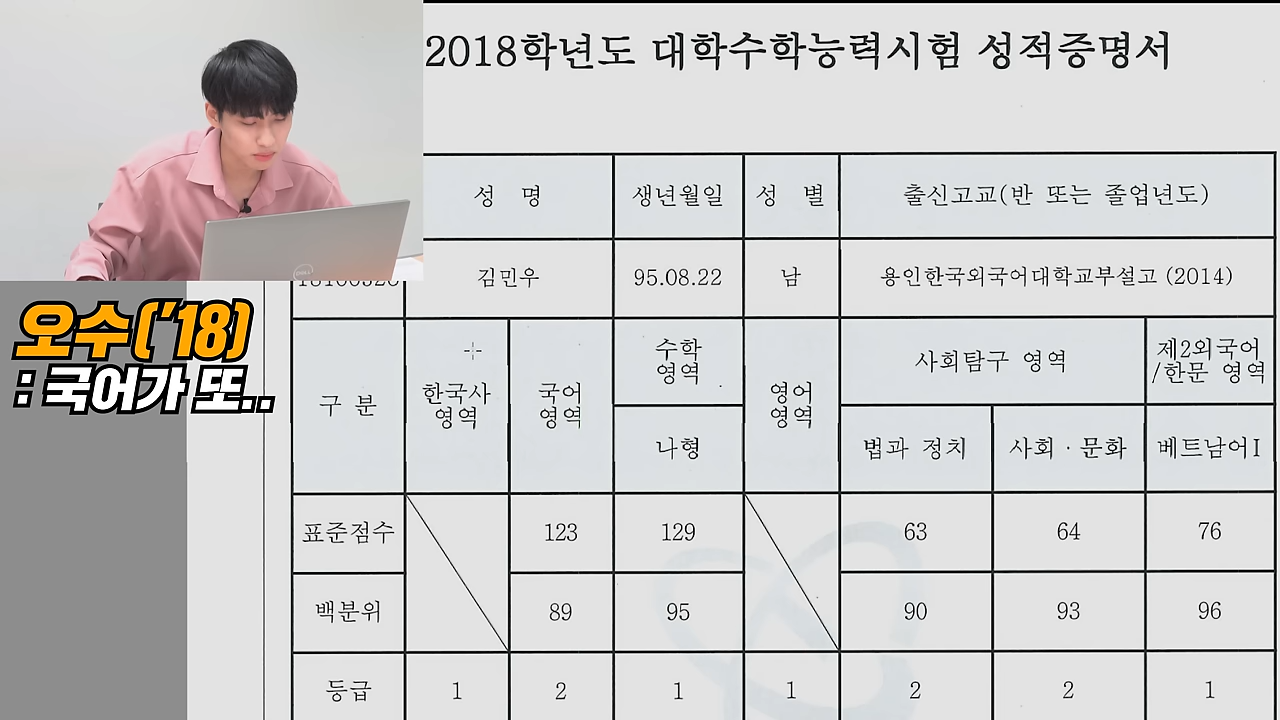 2018학년도 대학수학능력시험 성적증명서
성 명 생년월일 성 별 출신고교(반 또는 졸업년도)
김민우 95.08.22 남 용인한국외국어대학교부설고 (2014)
오수('18)
: 국어가 또..
구 분 한국사 영역 국어 영역 수학 영역 영어 영역 사회탐구 영역 제2외국어 /한문 영역
나형 법과 정치 사회 · 문화 베트남어Ⅰ
표준점수 123 129 63 64 76
백분위 89 95 90 93 96
등급 1 2 1 1 2 2 1